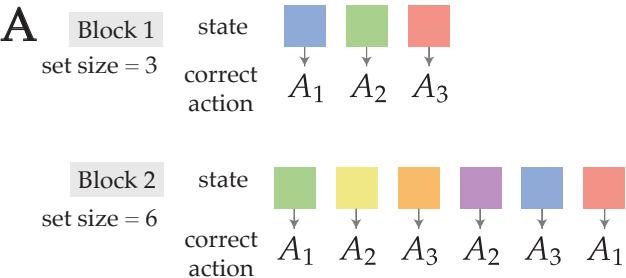 A
Block 1
set size = 3
state
correct
action
A1 A2 A3
Block 2
set size = 6
state
correct
action
A1 A2 A3 A2 A3 A1